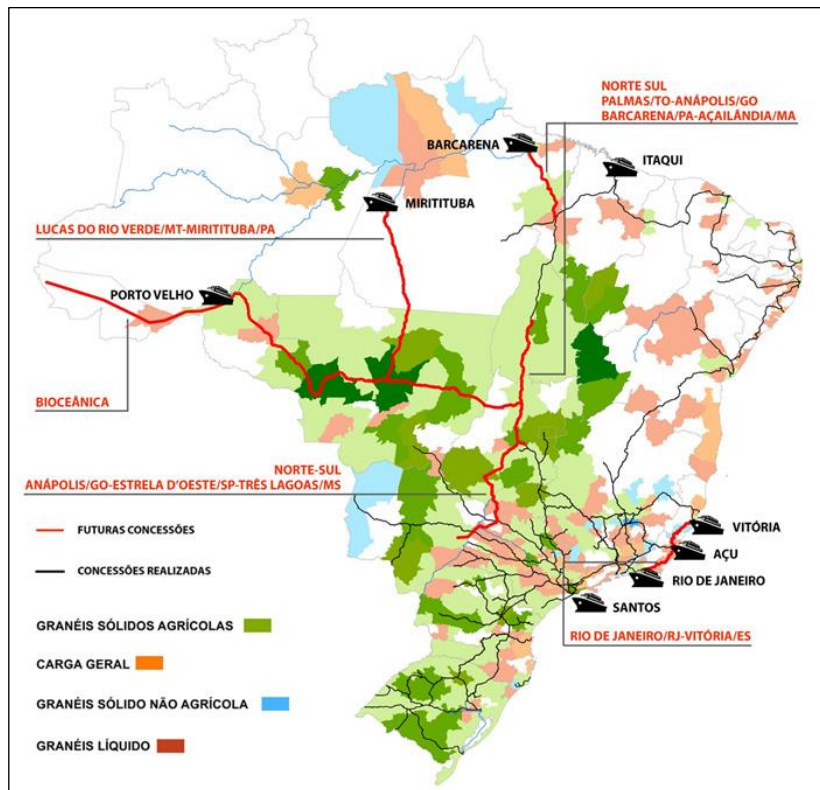 NORTE SUL
PALMAS/TO-ANÁPOLIS/GO
BARCARENA/PA-AÇAILÂNDIA/MA
BARCARENA
ITAQUI
MIRITITUBA
LUCAS DO RIO VERDE/MT-MIRITITUBA/PA
PORTO VELHO
BIOCEÂNICA
NORTE-SUL
ANÁPOLIS/GO-ESTRELA D'OESTE/SP-TRÊS LAGOAS/MS
FUTURAS CONCESSÕES
CONCESSÕES REALIZADAS
VITÓRIA
AÇU
RIO DE JANEIRO
SANTOS
RIO DE JANEIRO/RJ-VITÓRIA/ES
GRANÉIS SÓLIDOS AGRÍCOLAS
CARGA GERAL
GRANÉIS SÓLIDO NÃO AGRÍCOLA
GRANÉIS LÍQUIDO